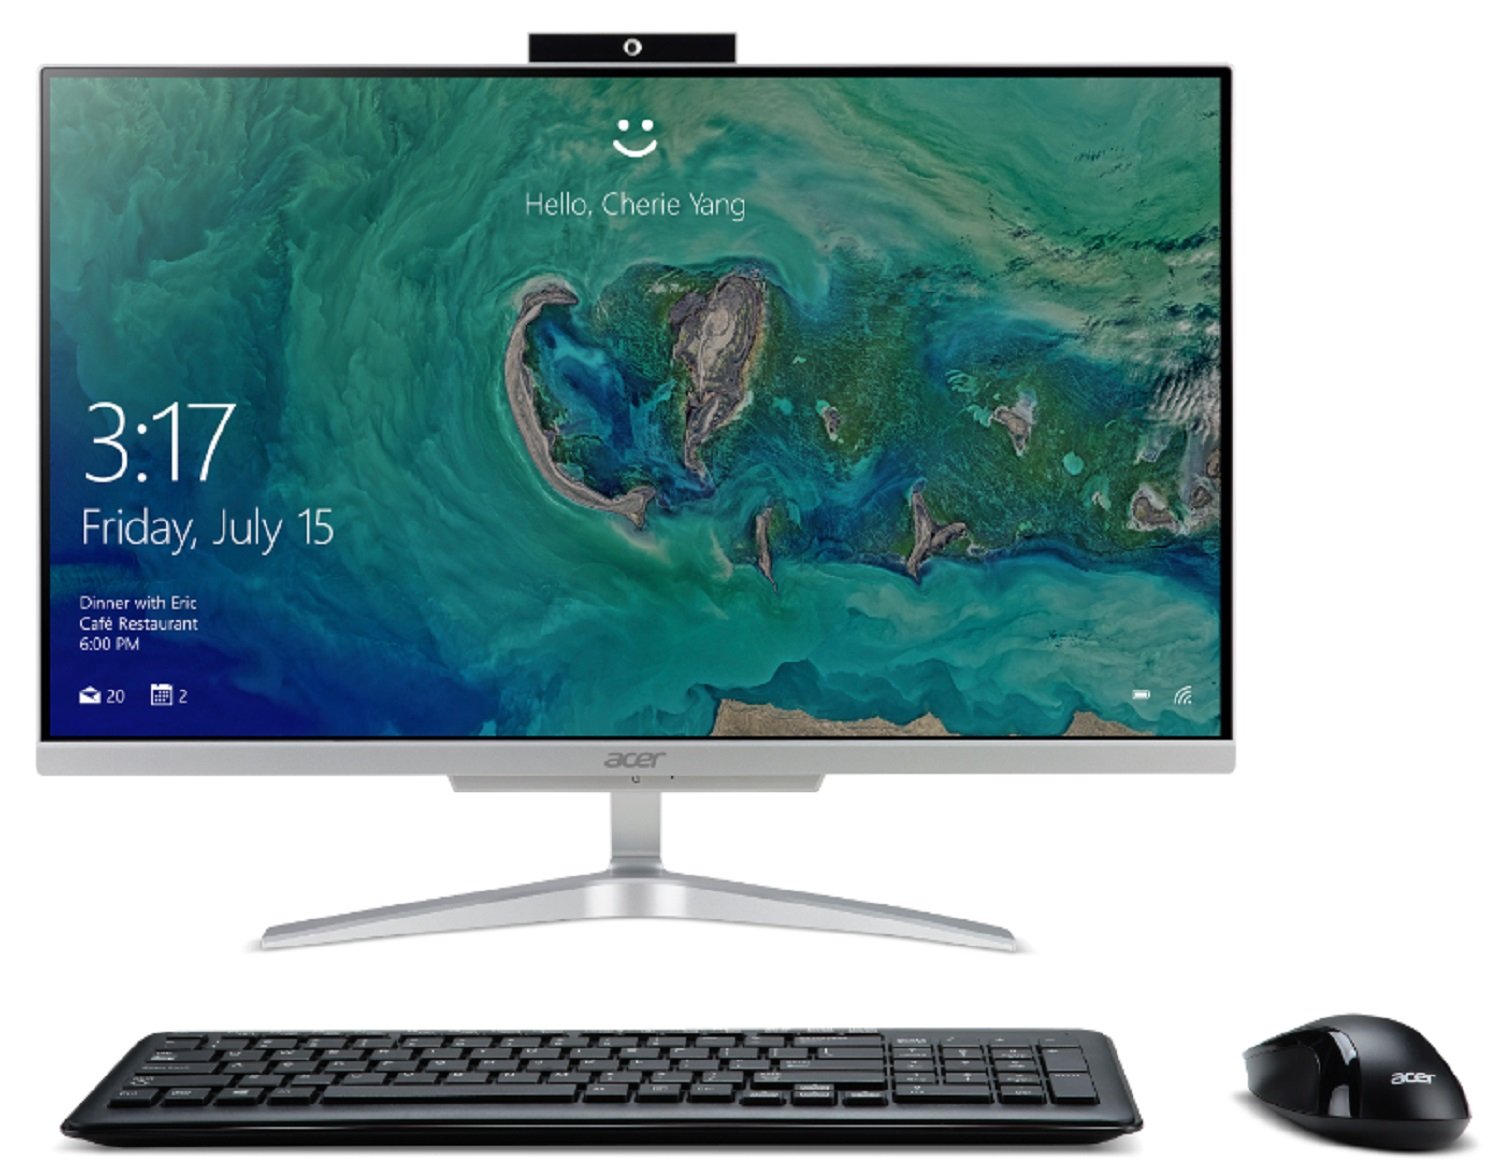 Hello, Cherie Yang
3:17
Friday, July 15
Dinner with Eric
Café Restaurant
6:00 PM
20
2
acer
acer